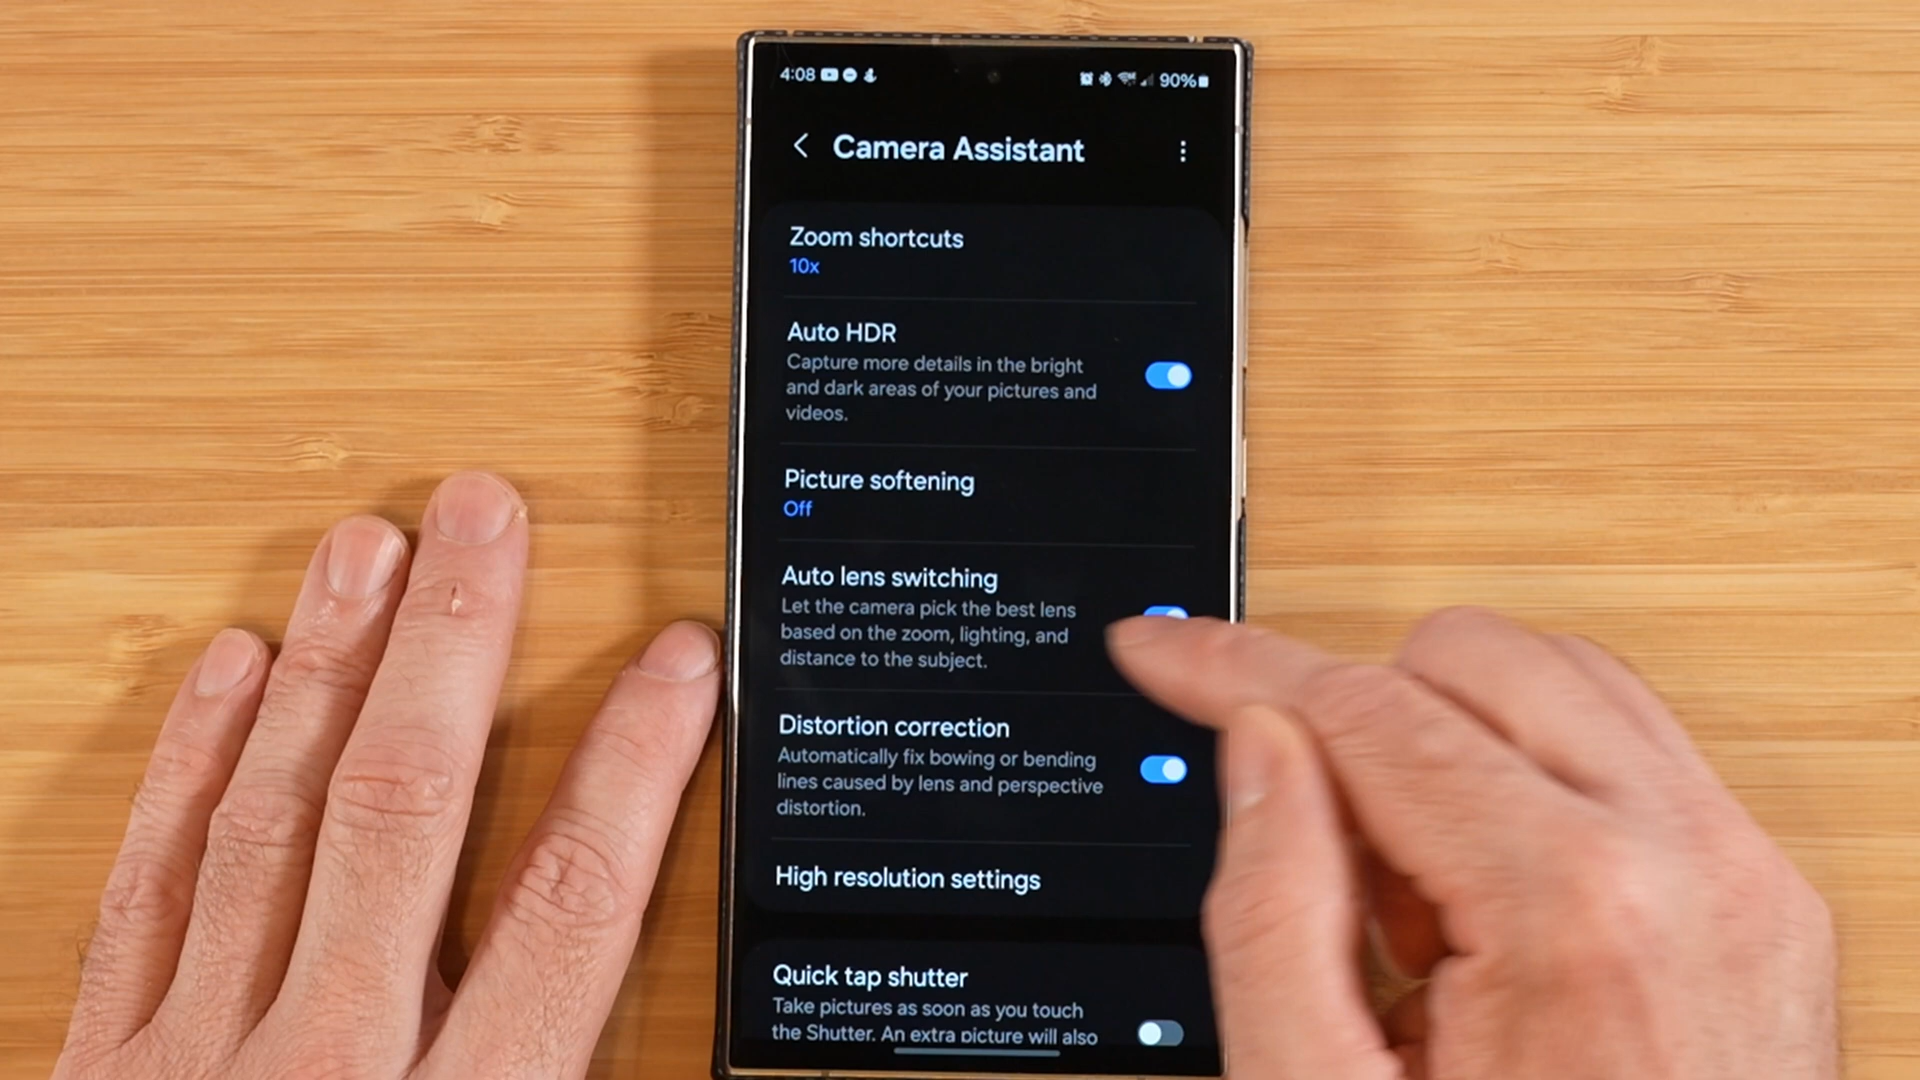 4:08 90%
Camera Assistant
Zoom shortcuts
10x
Auto HDR
Capture more details in the bright
and dark areas of your pictures and
videos.
Picture softening
Off
Auto lens switching
Let the camera pick the best lens
based on the zoom, lighting, and
distance to the subject.
Distortion correction
Automatically fix bowing or bending
lines caused by lens and perspective
distortion.
High resolution settings
Quick tap shutter
Take pictures as soon as you touch
the Shutter. An extra picture will also